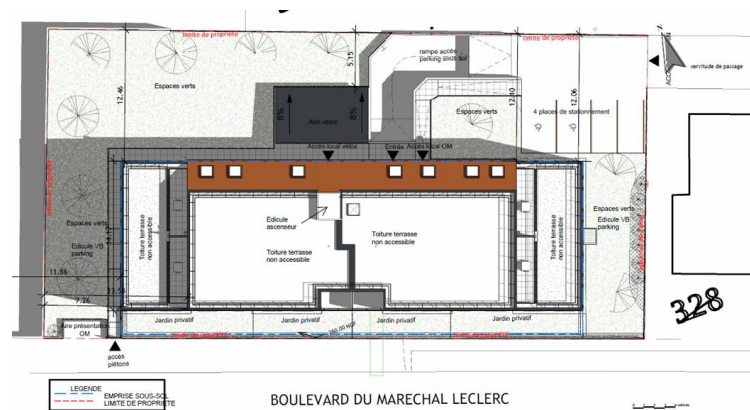 limite de propriété
limite de propriété
5.15
rampe accès
parking sous sol
servitude de passage
12.46
Espaces verts
8%
8%
Abri vélos
Espaces verts
12.10
12.06
4 places de stationnement
Accès local vélos
Entrée
Accès local OM
Espaces verts
Edicule VB
parking
Toiture terrasse
non accessible
Edicule
ascenseur
Toiture terrasse
non accessible
Toiture terrasse
non accessible
Toiture terrasse
non accessible
Espaces verts
Edicule VB
parking
11.86
13.58
7.26
328
Aire présentation
OM
Jardin privatif
Jardin privatif
Jardin privatif
Jardin privatif
accès
piétons
LEGENDE
EMPRISE SOUS-SOL
LIMITE DE PROPRIETE
BOULEVARD DU MARECHAL LECLERC